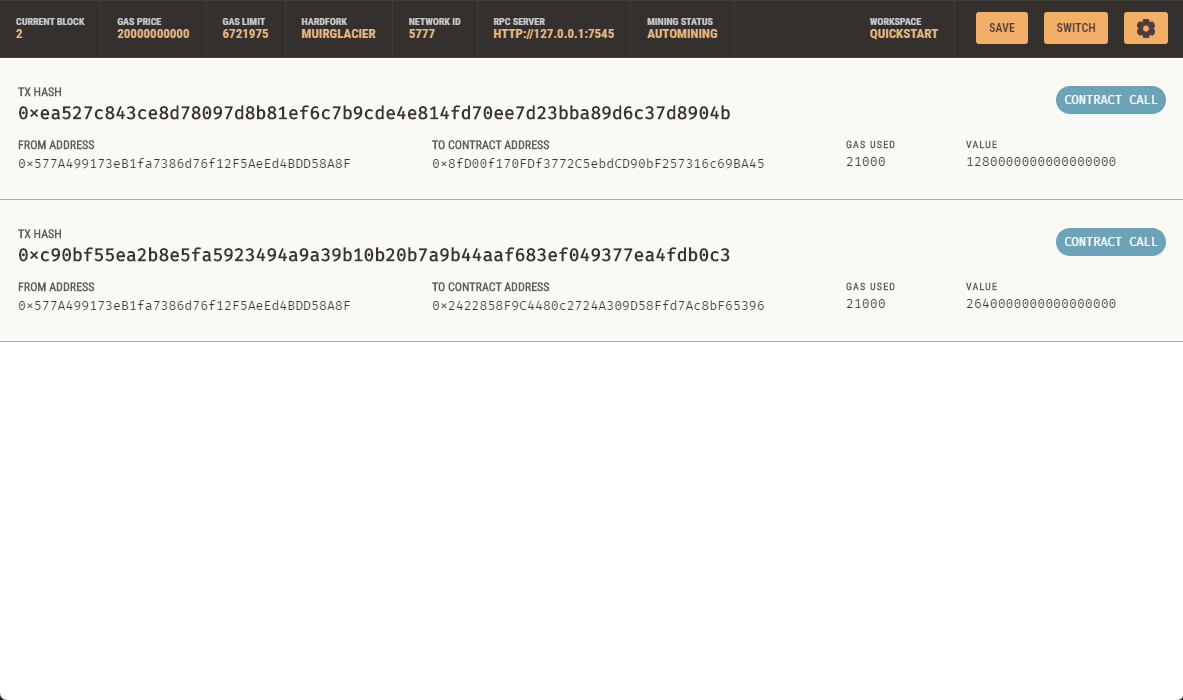 CURRENT BLOCK GAS PRICE GAS LIMIT HARDFORK NETWORK ID RPC SERVER MINING STATUS WORKSPACE SAVE SWITCH
2 20000000000 6721975 MUIRGLACIER 5777 HTTP://127.0.0.1:7545 AUTOMINING QUICKSTART
TX HASH
0×ea527c843ce8d78097d8b81ef6c7b9cde4e814fd70ee7d23bba89d6c37d8904b CONTRACT CALL
FROM ADDRESS TO CONTRACT ADDRESS GAS USED VALUE
0×577A499173eB1fa7386d76f12F5AeEd4BDD58A8F 0×8fD00f170FDf3772C5ebdCD90bF257316c69BA45 21000 1280000000000000000
TX HASH
0×c90bf55ea2b8e5fa5923494a9a39b10b20b7a9b44aaf683ef049377ea4fdb0c3 CONTRACT CALL
FROM ADDRESS TO CONTRACT ADDRESS GAS USED VALUE
0×577A499173eB1fa7386d76f12F5AeEd4BDD58A8F 0×2422858F9C4480c2724A309D58Ffd7Ac8bF65396 21000 2640000000000000000